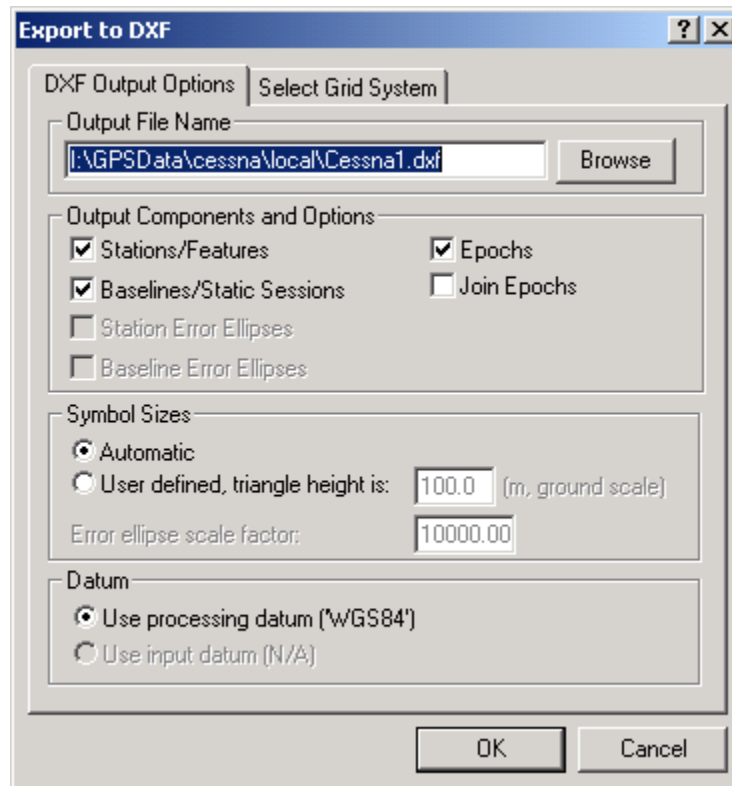 Export to DXF
DXF Output Options Select Grid System
Output File Name
I:\GPSData\cessna\local\Cessna1.dxf Browse
Output Components and Options
Stations/Features Epochs
Baselines/Static Sessions Join Epochs
Station Error Ellipses
Baseline Error Ellipses
Symbol Sizes
Automatic
User defined, triangle height is: 100.0 (m, ground scale)
Error ellipse scale factor: 10000.00
Datum
Use processing datum ('WGS84')
Use input datum (N/A)
OK Cancel